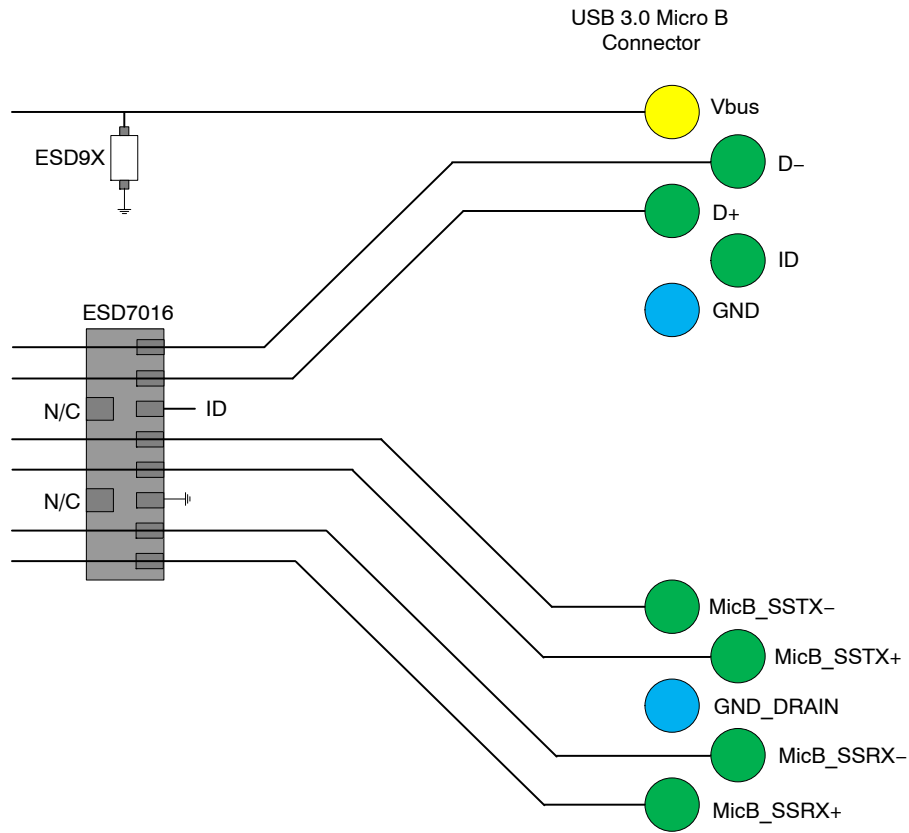 USB 3.0 Micro B
Connector
Vbus
ESD9X
D−
D+
ID
GND
ESD7016
N/C
ID
N/C
MicB_SSTX−
MicB_SSTX+
GND_DRAIN
MicB_SSRX−
MicB_SSRX+